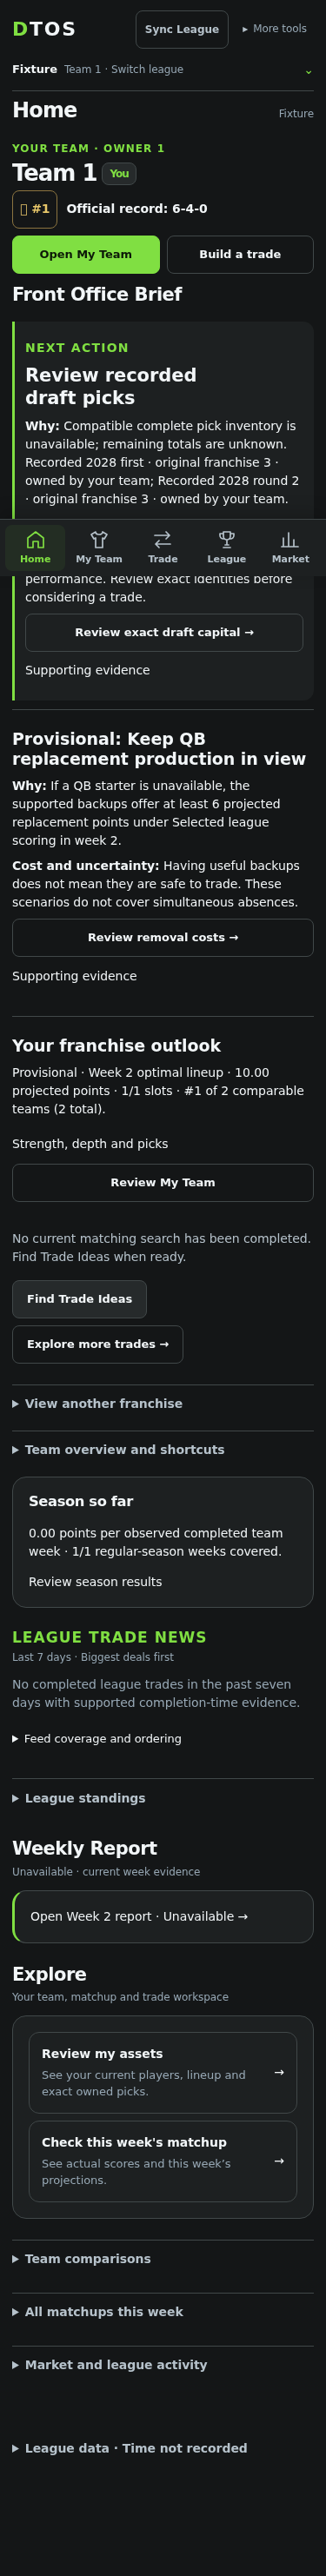 DTOS
Sync League
▸ More tools
Fixture Team 1 · Switch league
Home
Fixture
YOUR TEAM · OWNER 1
Team 1 You
#1 Official record: 6-4-0
Open My Team
Build a trade
Front Office Brief
NEXT ACTION
Review recorded
draft picks
Why: Compatible complete pick inventory is
unavailable; remaining totals are unknown.
Recorded 2028 first · original franchise 3 ·
owned by your team; Recorded 2028 round 2
· original franchise 3 · owned by your team.
Home
My Team
Trade
League
Market
performance. Review exact identities before
considering a trade.
Review exact draft capital →
Supporting evidence
Provisional: Keep QB
replacement production in view
Why: If a QB starter is unavailable, the
supported backups offer at least 6 projected
replacement points under Selected league
scoring in week 2.
Cost and uncertainty: Having useful backups
does not mean they are safe to trade. These
scenarios do not cover simultaneous absences.
Review removal costs →
Supporting evidence
Your franchise outlook
Provisional · Week 2 optimal lineup · 10.00
projected points · 1/1 slots · #1 of 2 comparable
teams (2 total).
Strength, depth and picks
Review My Team
No current matching search has been completed.
Find Trade Ideas when ready.
Find Trade Ideas
Explore more trades →
▸ View another franchise
▸ Team overview and shortcuts
Season so far
0.00 points per observed completed team
week · 1/1 regular-season weeks covered.
Review season results
LEAGUE TRADE NEWS
Last 7 days · Biggest deals first
No completed league trades in the past seven
days with supported completion-time evidence.
▸ Feed coverage and ordering
▸ League standings
Weekly Report
Unavailable · current week evidence
Open Week 2 report · Unavailable →
Explore
Your team, matchup and trade workspace
Review my assets
See your current players, lineup and
exact owned picks.
→
Check this week's matchup
See actual scores and this week's
projections.
→
▸ Team comparisons
▸ All matchups this week
▸ Market and league activity
▸ League data · Time not recorded